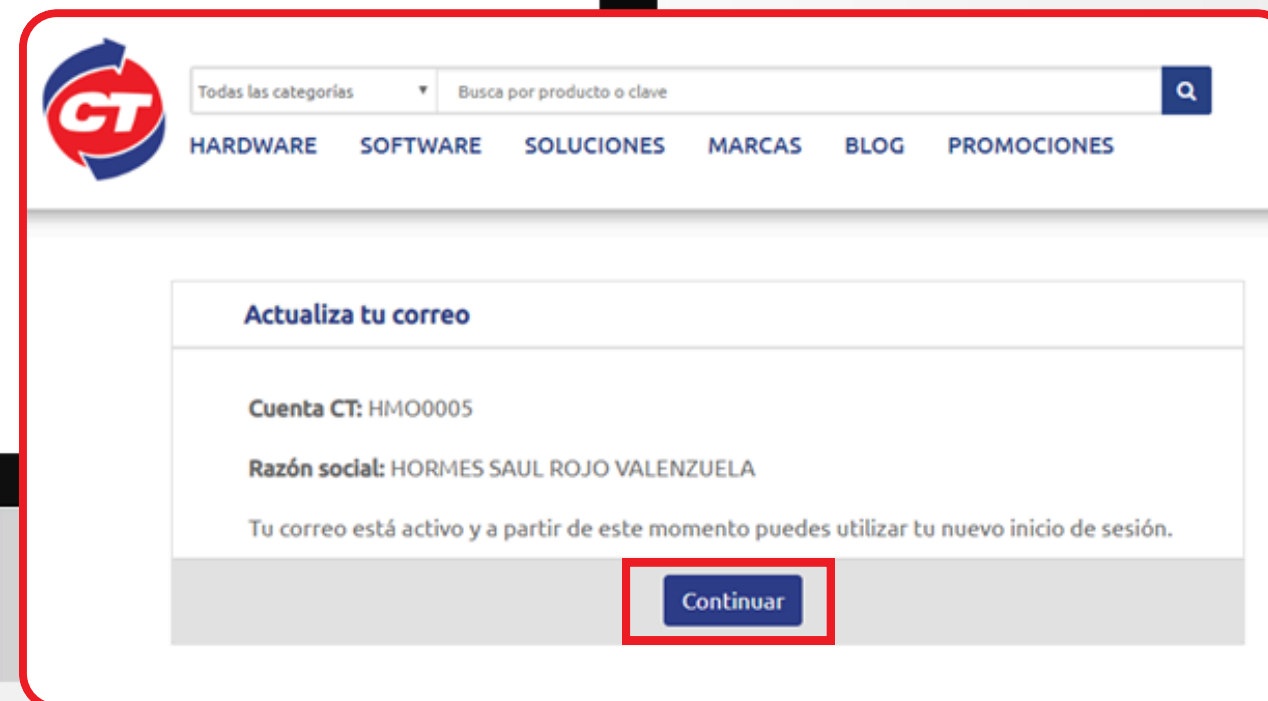 CT
Todas las categorías
Busca por producto o clave
HARDWARE SOFTWARE SOLUCIONES MARCAS BLOG PROMOCIONES
Actualiza tu correo
Cuenta CT: HMO0005
Razón social: HORMES SAUL ROJO VALENZUELA
Tu correo está activo y a partir de este momento puedes utilizar tu nuevo inicio de sesión.
Continuar